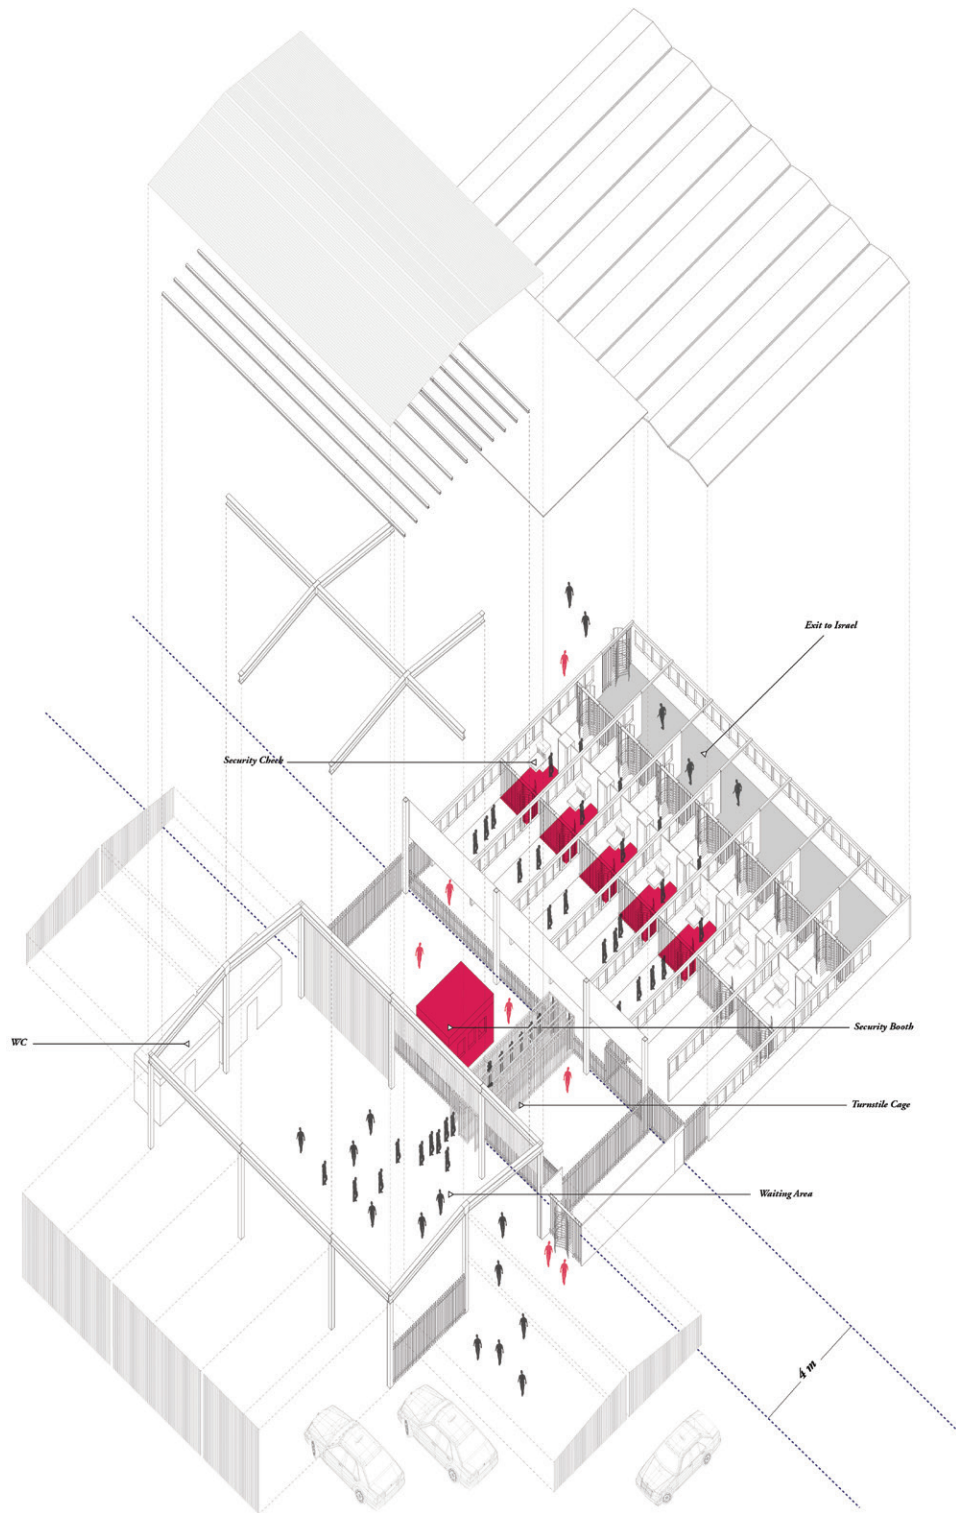 Exit to Israel
Security Check
Security Booth
WC
Turnstile Cage
Waiting Area
4 m